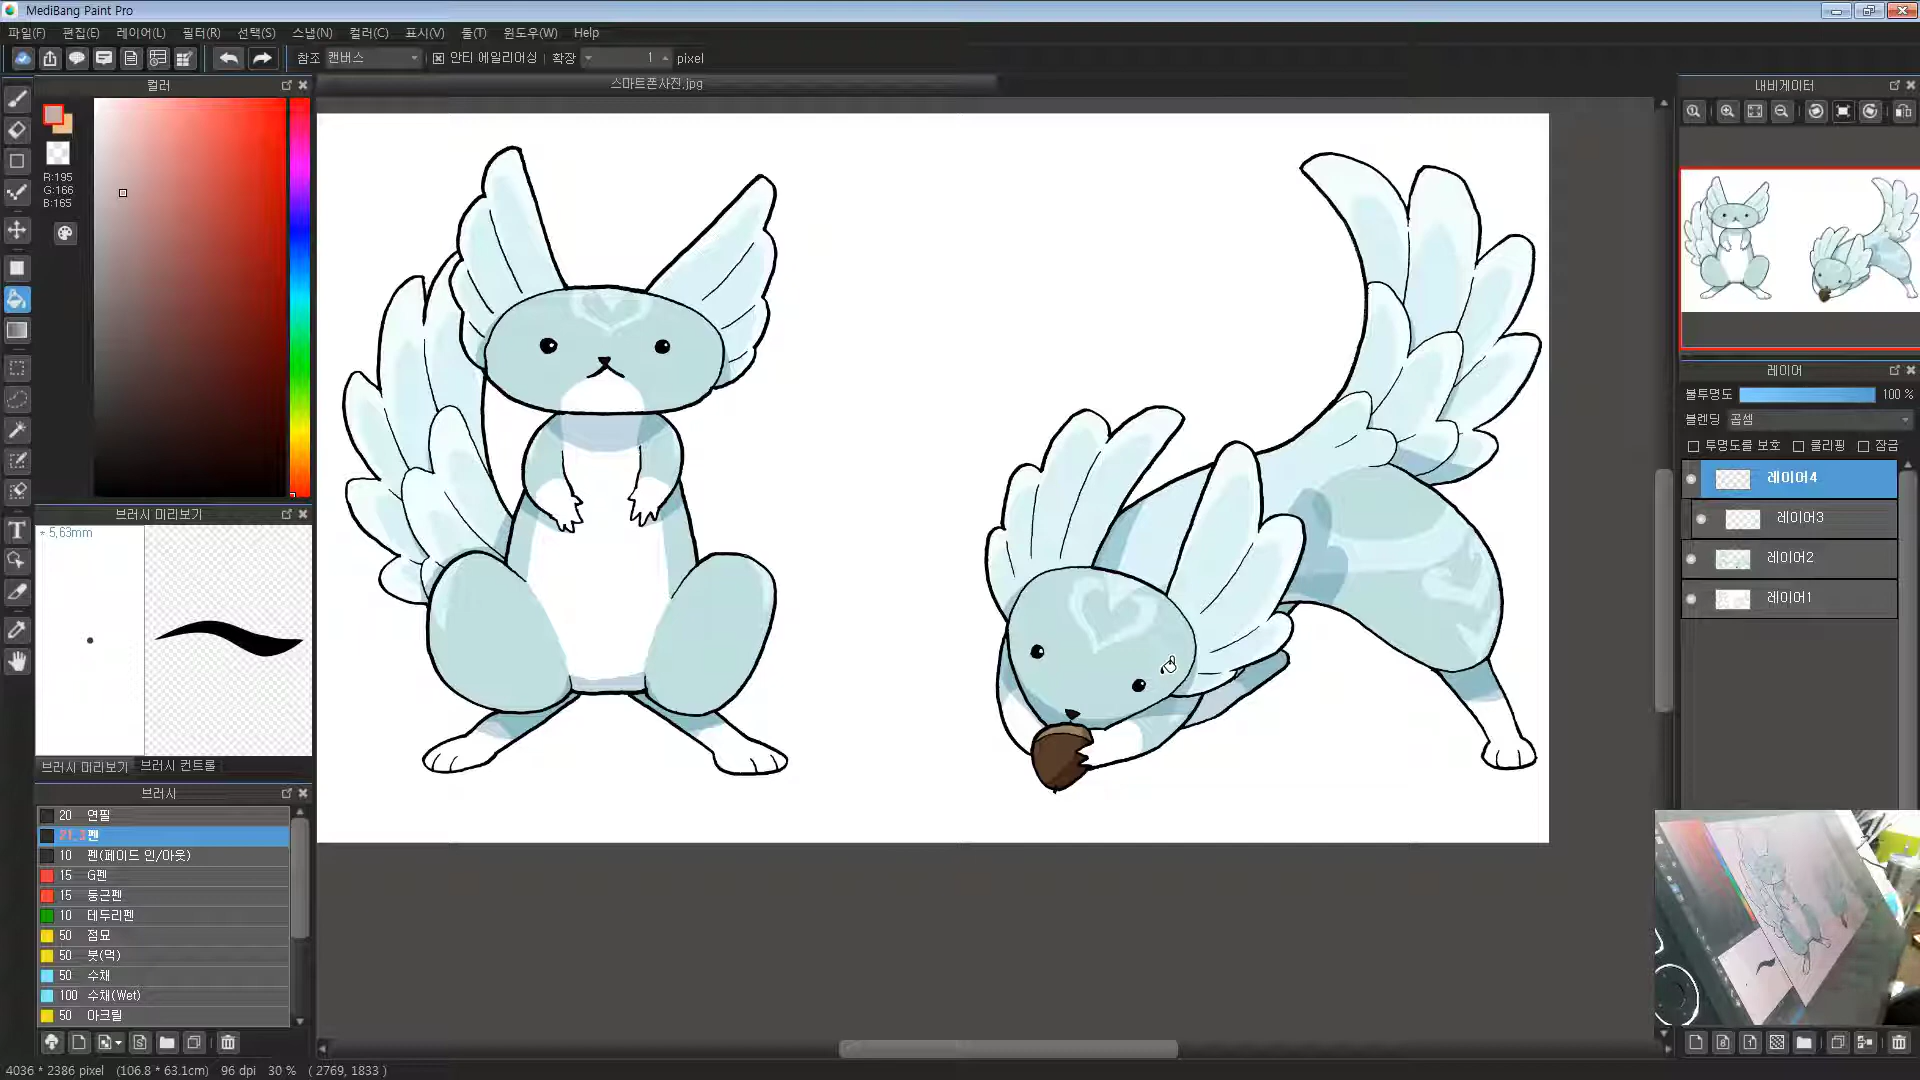 MediBang Paint Pro
파일(F) 편집(E) 레이어(L) 필터(R) 선택(S) 스냅(N) 컬러(C) 표시(V) 툴(T) 윈도우(W) Help
참조 캔버스 안티 에일리어싱 확장 1 pixel
컬러
스마트폰사진.jpg
내비게이터
R:195
G:166
B:165
레이어
불투명도 100 %
블렌딩 곱셈
투명도를 보호 클리핑 잠금
레이어4
레이어3
레이어2
레이어1
브러시 미리보기
* 5,63mm
브러시 미리보기 브러시 컨트롤
브러시
20 연필
펜
10 펜(페이드 인/아웃)
15 G펜
15 둥근펜
10 테두리펜
50 점묘
50 붓(먹)
50 수채
100 수채(Wet)
50 아크릴
4036 * 2386 pixel (106.8 * 63.1cm) 96 dpi 30 % ( 2769, 1833 )